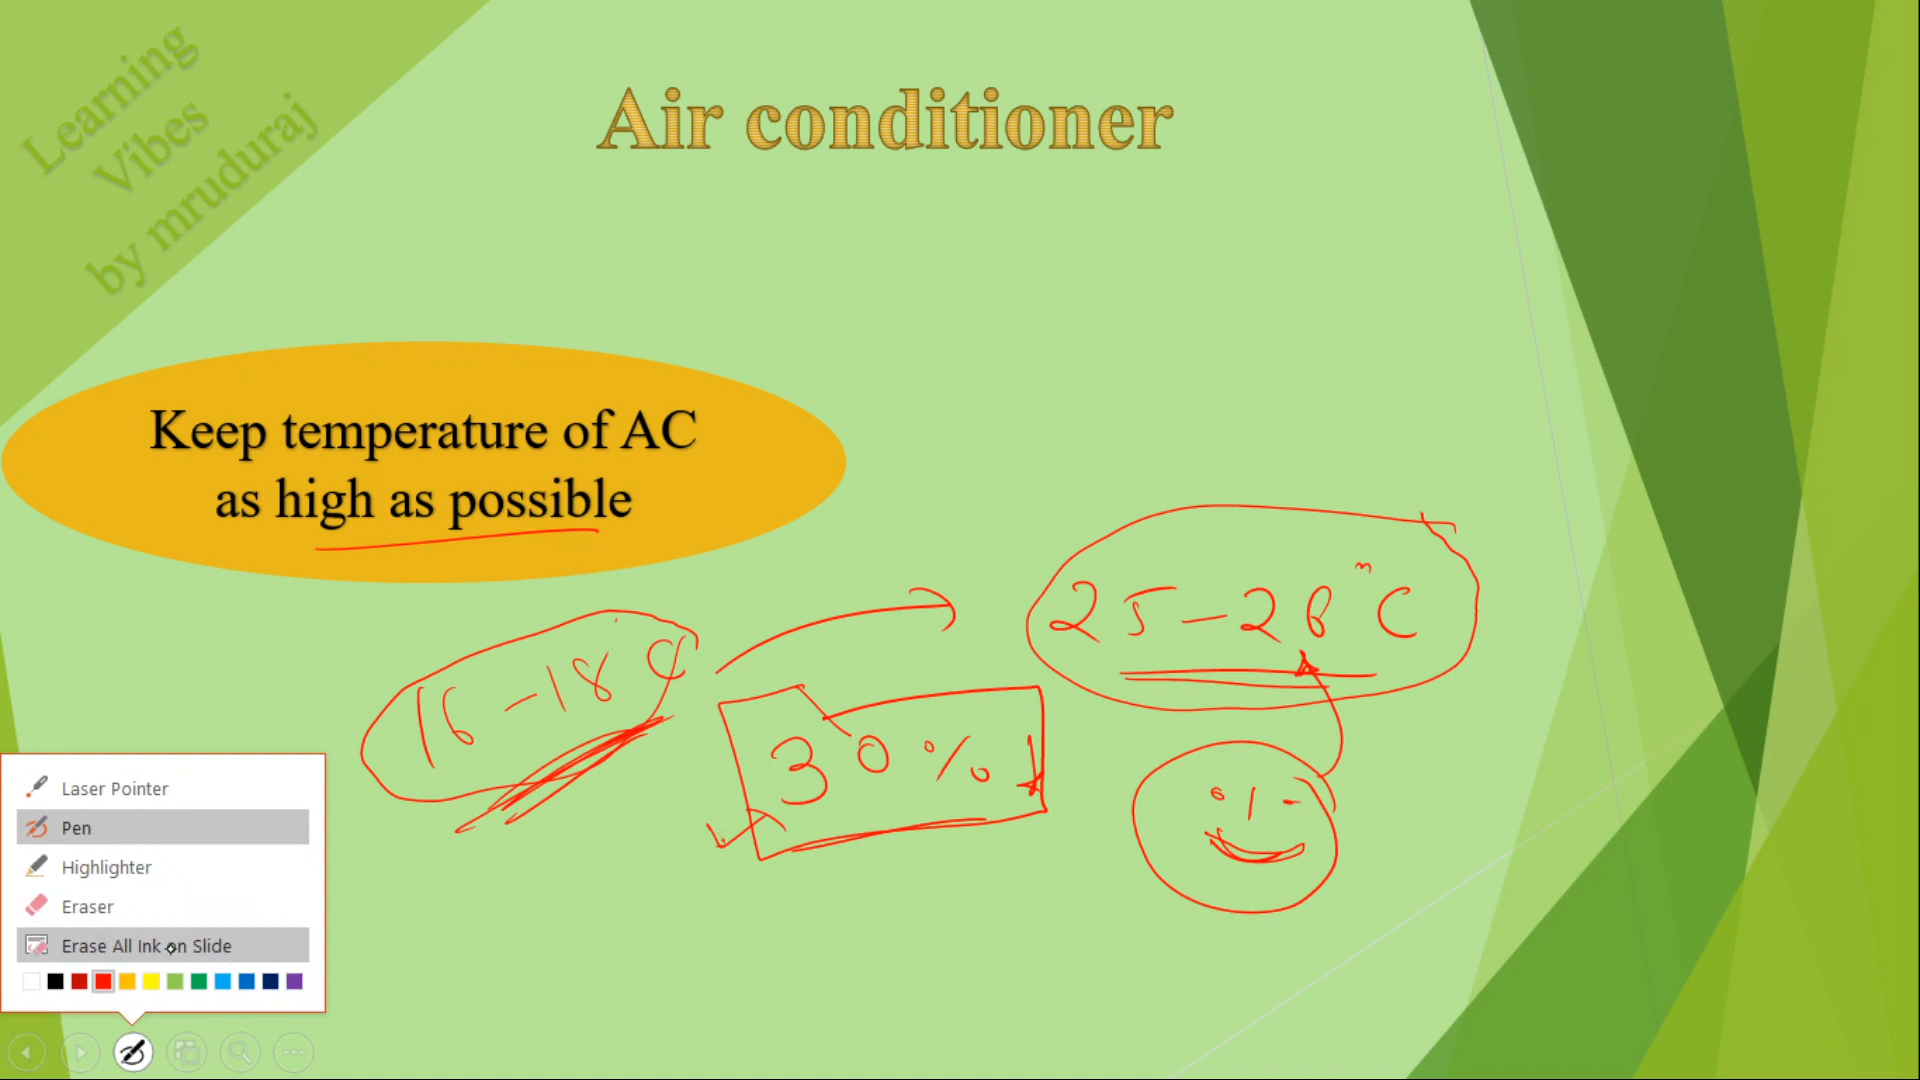 Learning
Vibes
by mruduraj
Air conditioner
Keep temperature of AC
as high as possible
25-28°C
16-18
30%
Laser Pointer
Pen
Highlighter
Eraser
Erase All Ink on Slide